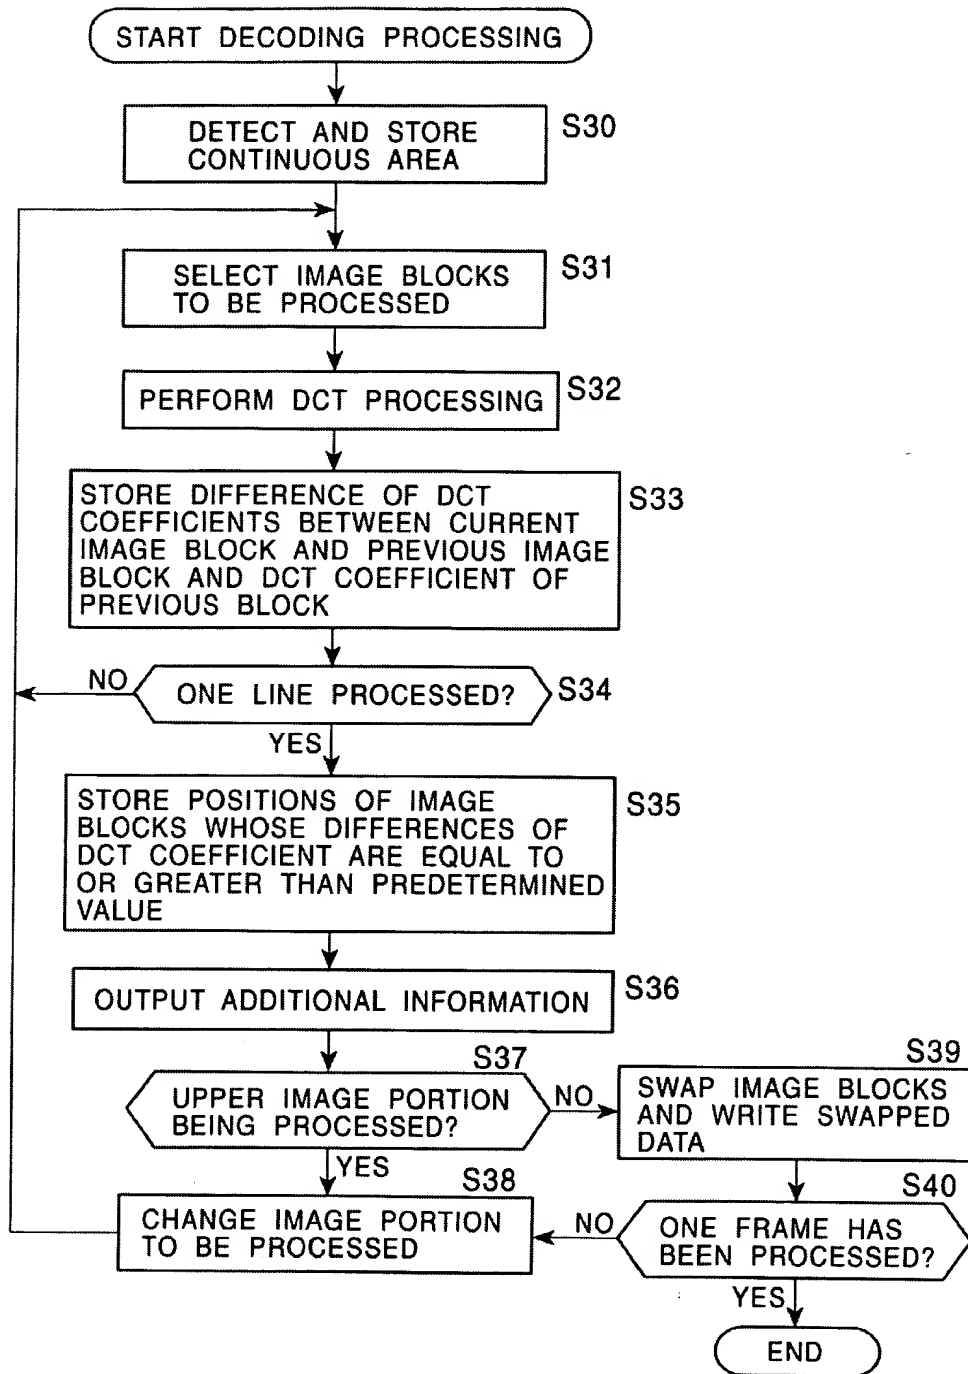 START DECODING PROCESSING
DETECT AND STORE
CONTINUOUS AREA
S30
SELECT IMAGE BLOCKS
TO BE PROCESSED
S31
PERFORM DCT PROCESSING
S32
STORE DIFFERENCE OF DCT
COEFFICIENTS BETWEEN CURRENT
IMAGE BLOCK AND PREVIOUS IMAGE
BLOCK AND DCT COEFFICIENT OF
PREVIOUS BLOCK
S33
NO
ONE LINE PROCESSED?
S34
YES
STORE POSITIONS OF IMAGE
BLOCKS WHOSE DIFFERENCES OF
DCT COEFFICIENT ARE EQUAL TO
OR GREATER THAN PREDETERMINED
VALUE
S35
OUTPUT ADDITIONAL INFORMATION
S36
S37
UPPER IMAGE PORTION
BEING PROCESSED?
NO
YES
S39
SWAP IMAGE BLOCKS
AND WRITE SWAPPED
DATA
S38
CHANGE IMAGE PORTION
TO BE PROCESSED
NO
S40
ONE FRAME HAS
BEEN PROCESSED?
YES
END